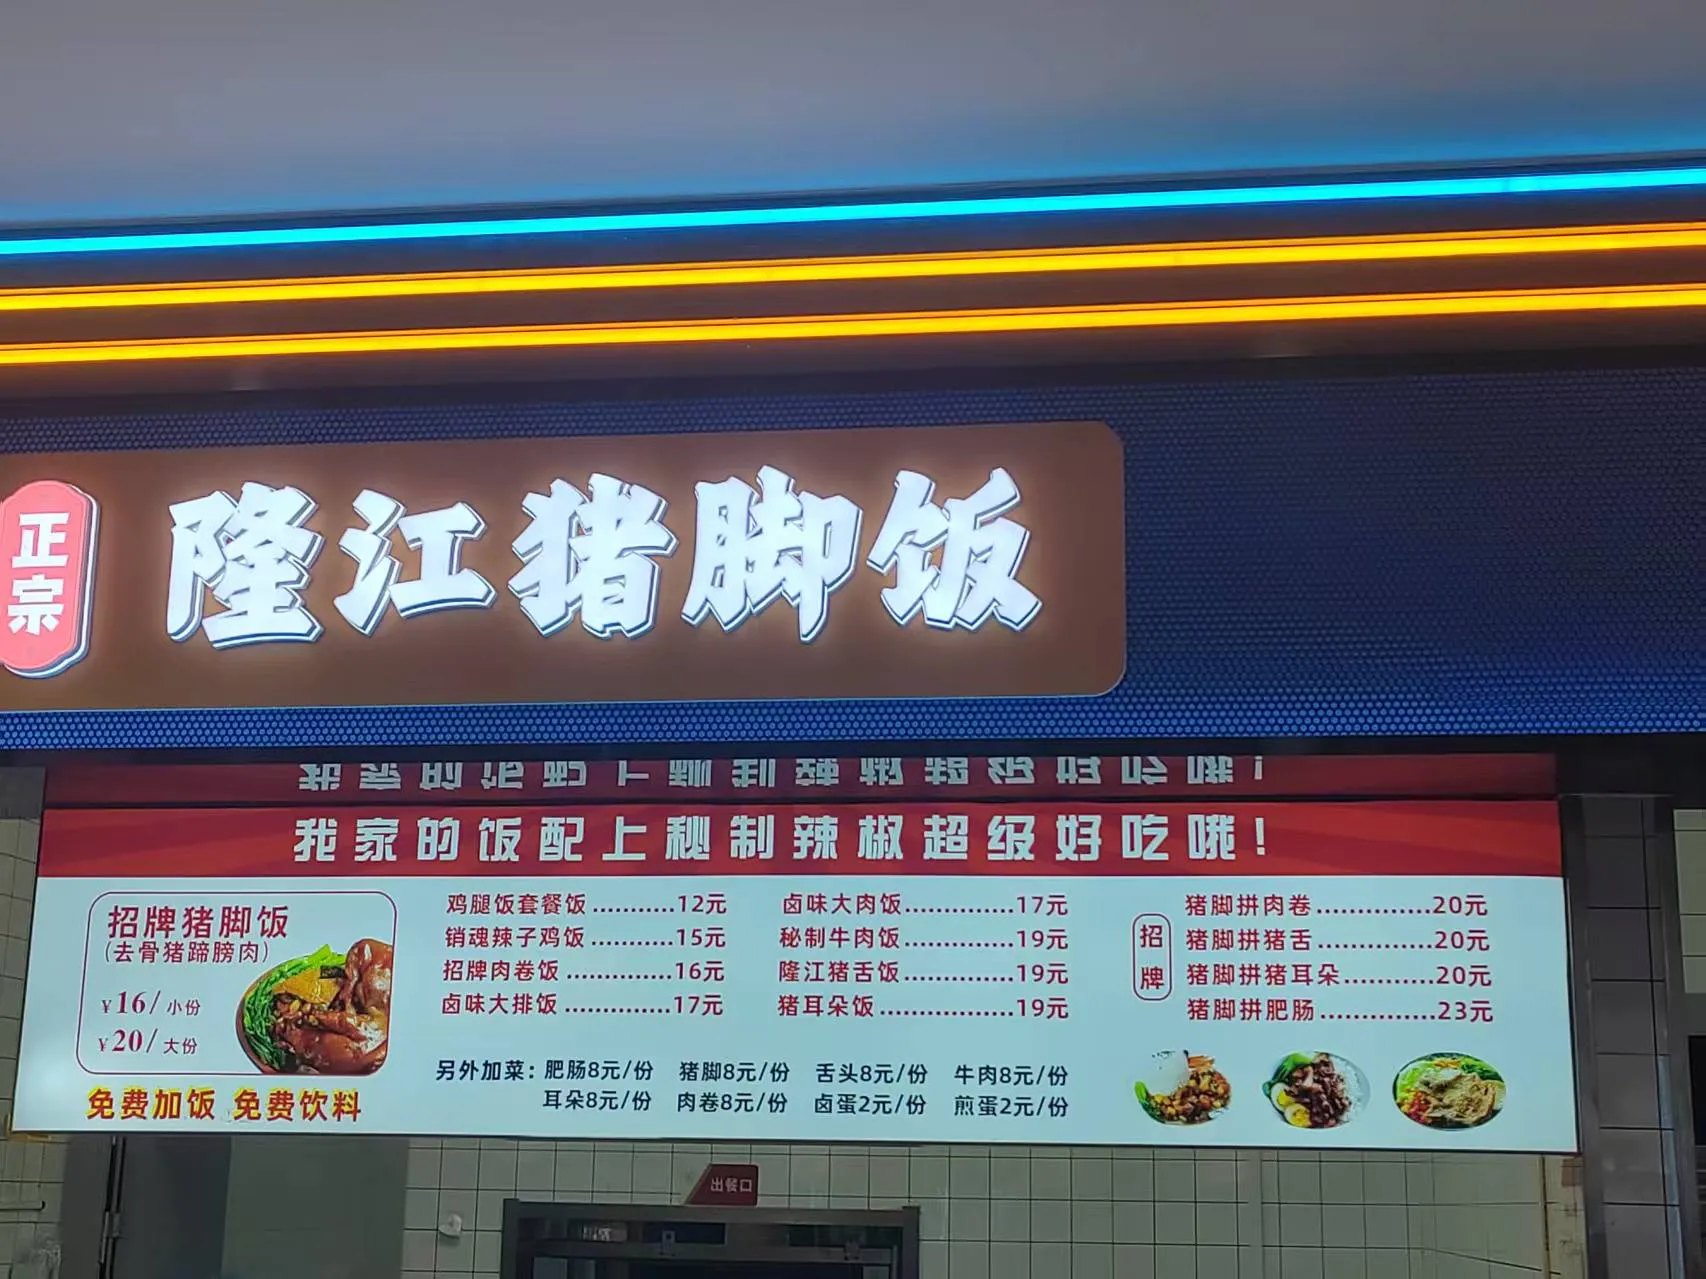 正宗
隆江猪脚饭
我家的饭配上秘制辣椒超级好吃哦!
招牌猪脚饭
(去骨猪蹄膀肉)
¥16/小份
¥20/大份
免费加饭 免费饮料
鸡腿饭套餐饭...........12元
销魂辣子鸡饭...........15元
招牌肉卷饭...........16元
卤味大排饭...........17元
卤味大肉饭...........17元
秘制牛肉饭...........19元
隆江猪舌饭...........19元
猪耳朵饭...........19元
招牌
猪脚拼肉卷...........20元
猪脚拼猪舌...........20元
猪脚拼猪耳朵...........20元
猪脚拼肥肠...........23元
另外加菜:肥肠8元/份 猪脚8元/份 舌头8元/份 牛肉8元/份
耳朵8元/份 肉卷8元/份 卤蛋2元/份 煎蛋2元/份
出餐口